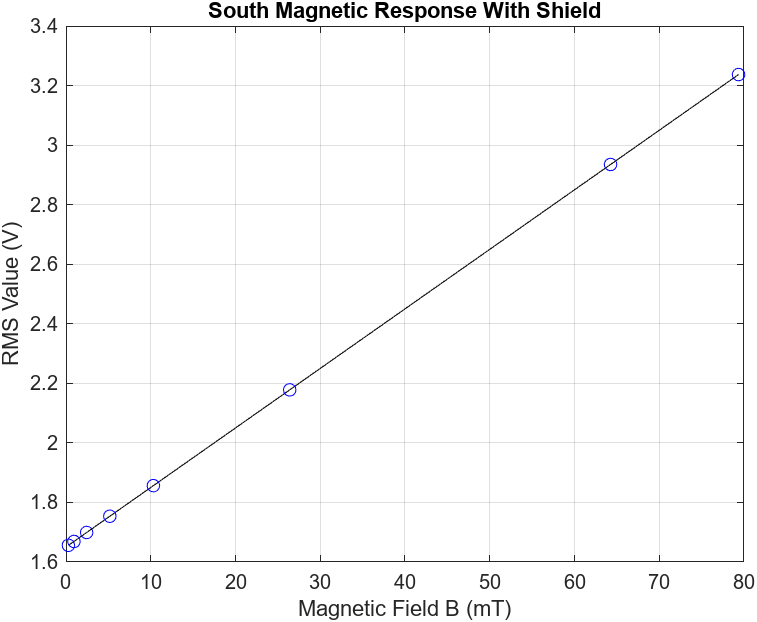 South Magnetic Response With Shield
3.4
3.2
3
2.8
2.6
2.4
2.2
2
1.8
1.6
RMS Value (V)
0 10 20 30 40 50 60 70 80
Magnetic Field B (mT)